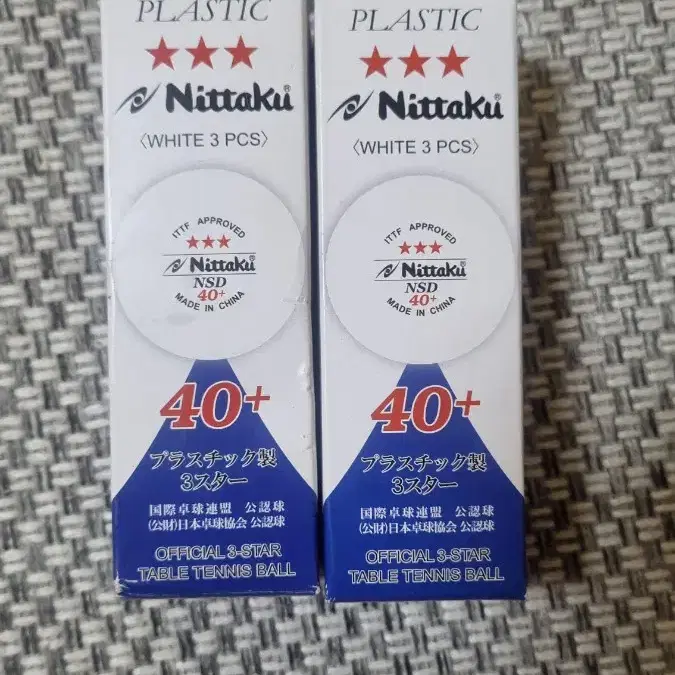 PLASTIC
★★★
Nittaku®
〈WHITE 3 PCS〉
ITTF APPROVED
★★★
Nittaku®
NSD
40+
MADE IN CHINA
40+
プラスチック製
3スター
国際卓球連盟 公認球
(公財)日本卓球協会 公認球
OFFICIAL 3-STAR
TABLE TENNIS BALL
PLASTIC
★★★
Nittaku®
〈WHITE 3 PCS〉
ITTF APPROVED
★★★
Nittaku®
NSD
40+
MADE IN CHINA
40+
プラスチック製
3スター
国際卓球連盟 公認球
(公財)日本卓球協会 公認球
OFFICIAL 3-STAR
TABLE TENNIS BALL